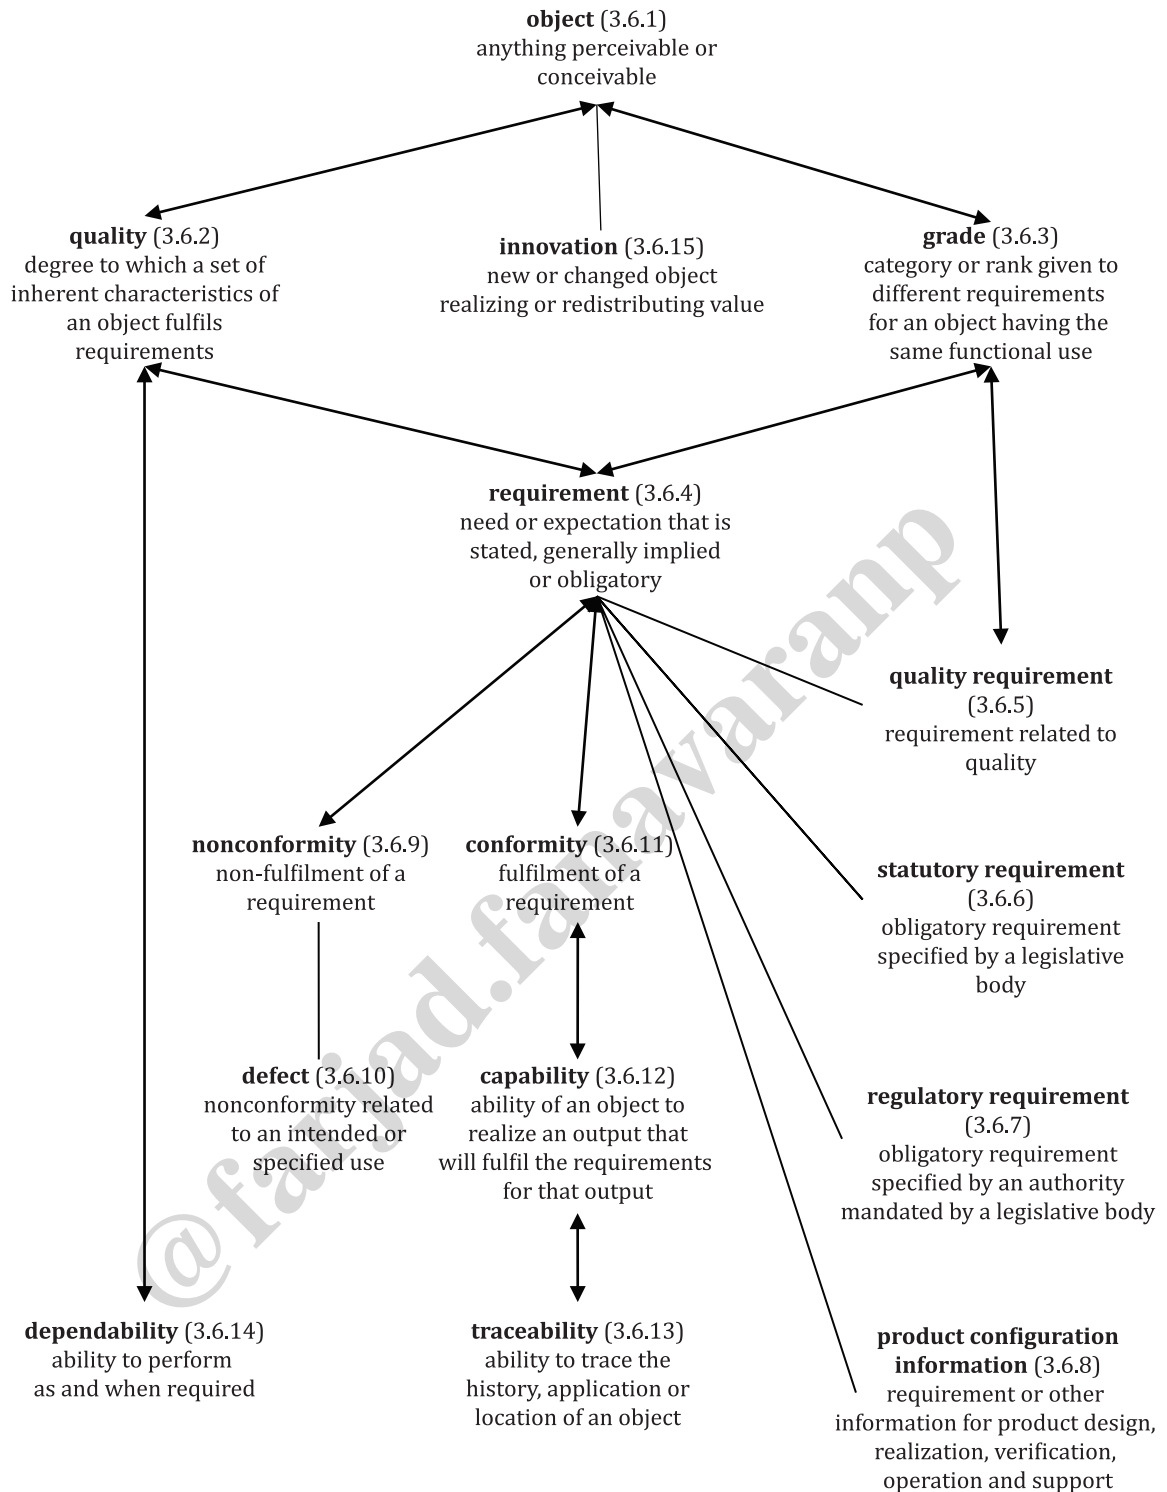 object (3.6.1)
anything perceivable or
conceivable
quality (3.6.2)
degree to which a set of
inherent characteristics of
an object fulfils
requirements
innovation (3.6.15)
new or changed object
realizing or redistributing value
grade (3.6.3)
category or rank given to
different requirements
for an object having the
same functional use
requirement (3.6.4)
need or expectation that is
stated, generally implied
or obligatory
quality requirement
(3.6.5)
requirement related to
quality
nonconformity (3.6.9)
non-fulfilment of a
requirement
conformity (3.6.11)
fulfilment of a
requirement
statutory requirement
(3.6.6)
obligatory requirement
specified by a legislative
body
defect (3.6.10)
nonconformity related
to an intended or
specified use
capability (3.6.12)
ability of an object to
realize an output that
will fulfil the requirements
for that output
regulatory requirement
(3.6.7)
obligatory requirement
specified by an authority
mandated by a legislative body
dependability (3.6.14)
ability to perform
as and when required
traceability (3.6.13)
ability to trace the
history, application or
location of an object
product configuration
information (3.6.8)
requirement or other
information for product design,
realization, verification,
operation and support
@farjad.fanavaranp